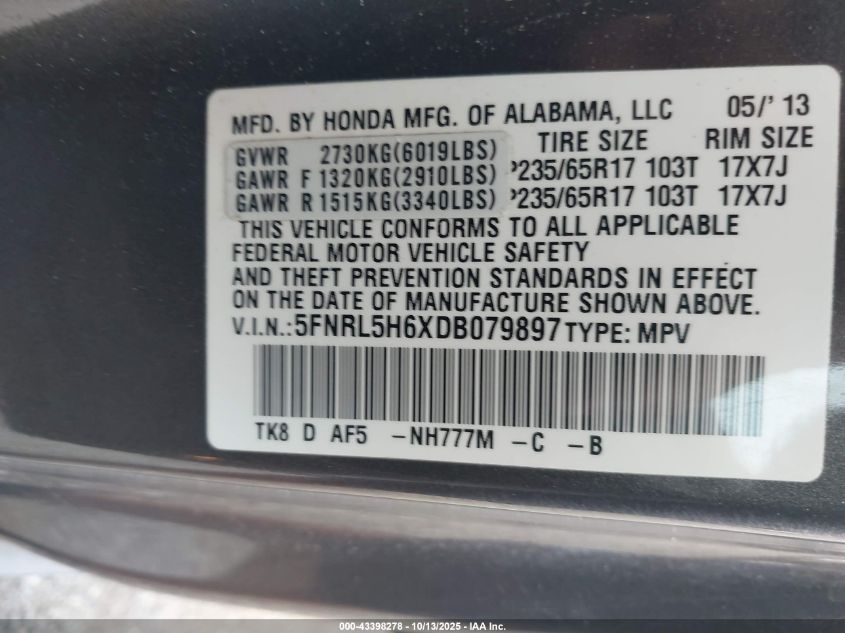 MFD. BY HONDA MFG. OF ALABAMA, LLC 05/' 13
TIRE SIZE RIM SIZE
GVWR 2730KG(6019LBS)
GAWR F 1320KG(2910LBS) P235/65R17 103T 17X7J
GAWR R 1515KG(3340LBS) P235/65R17 103T 17X7J
THIS VEHICLE CONFORMS TO ALL APPLICABLE
FEDERAL MOTOR VEHICLE SAFETY
AND THEFT PREVENTION STANDARDS IN EFFECT
ON THE DATE OF MANUFACTURE SHOWN ABOVE.
V.I.N.:5FNRL5H6XDB079897 TYPE: MPV
TK8 D AF5 -NH777M -C -B
000-43398278 - 10/13/2025 - IAA Inc.